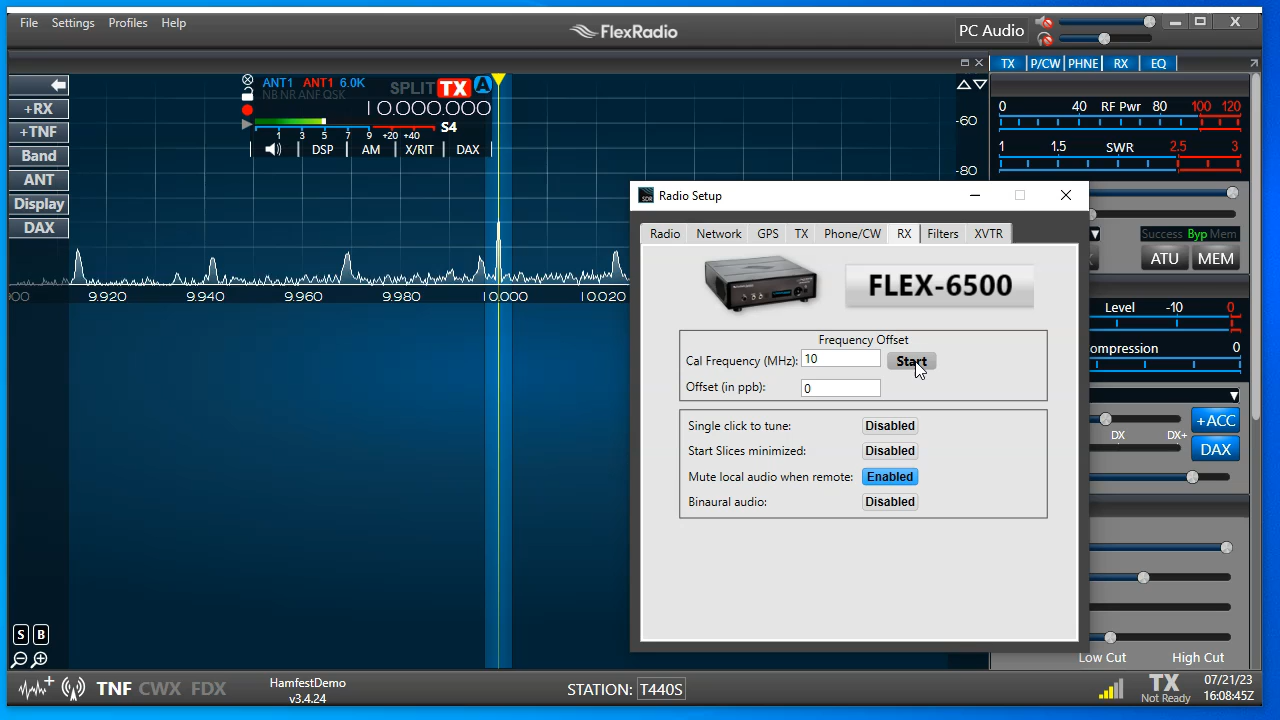 File Settings Profiles Help
FlexRadio
PC Audio
TX P/CW PHNE RX EQ
+RX
+TNF
Band
ANT
Display
DAX
ANT1 ANT1 6.0K
NB NR ANF QSK
SPLIT TX A
10.000.000
1 3 5 7 9 +20 +40
S4
DSP AM X/RIT DAX
-60
-80
9.920 9.940 9.960 9.980 10.000 10.020
0 40 RF Pwr 80 100 120
1 1.5 SWR 2.5 3
Success Byp Mem
ATU MEM
Level -10 0
ompression 0
+ACC
DX DX+
DAX
Low Cut High Cut
SDR Radio Setup
Radio Network GPS TX Phone/CW RX Filters XVTR
FLEX-6500
Frequency Offset
Cal Frequency (MHz): 10 Start
Offset (in ppb): 0
Single click to tune: Disabled
Start Slices minimized: Disabled
Mute local audio when remote: Enabled
Binaural audio: Disabled
S B
TNF CWX FDX
HamfestDemo
v3.4.24
STATION: T440S
TX
Not Ready
07/21/23
16:08:45Z